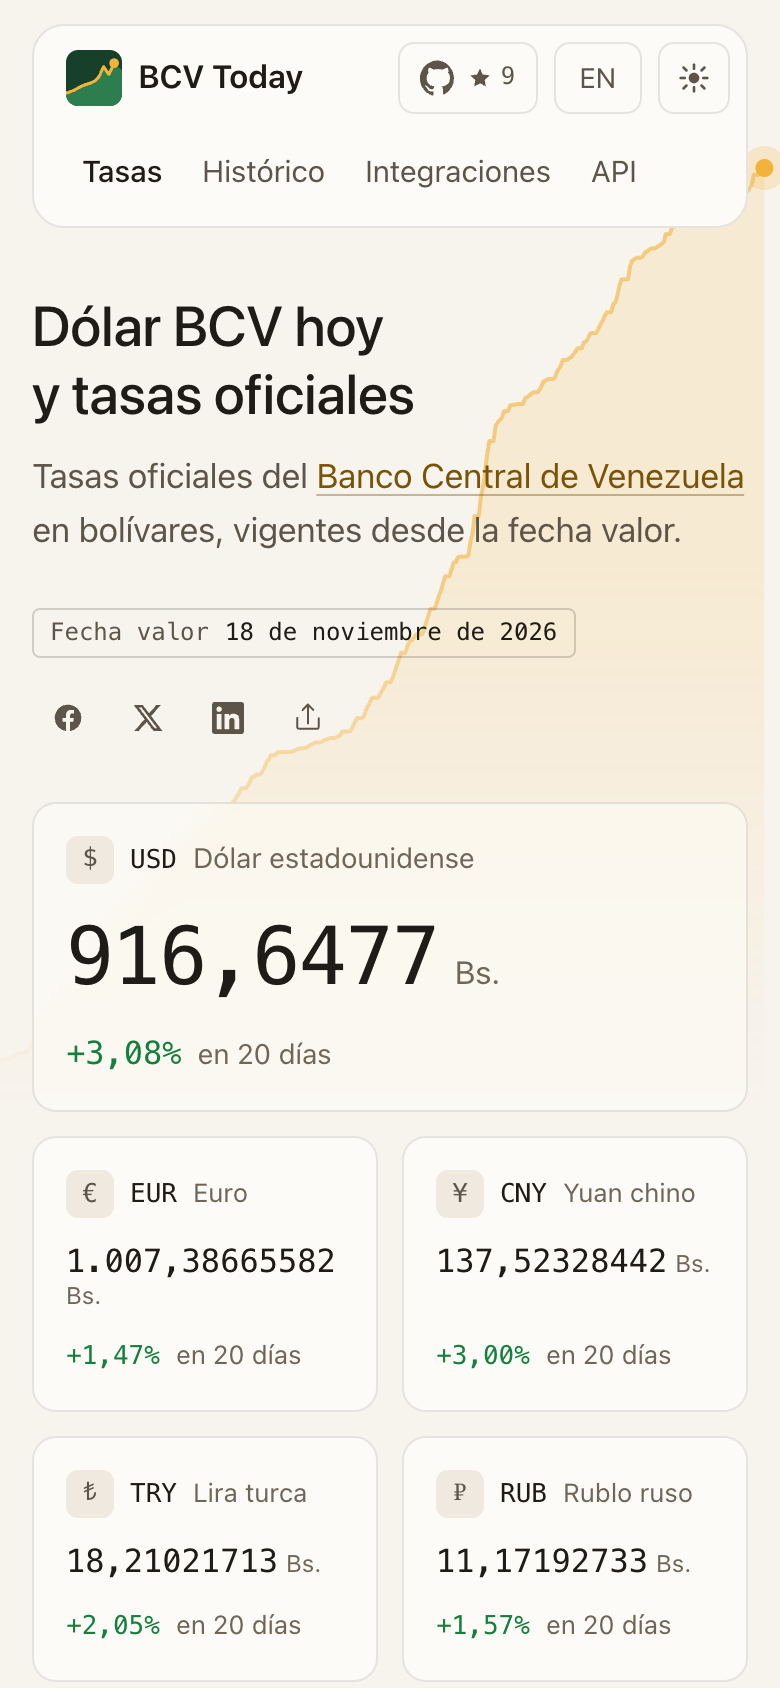 BCV Today
★ 9
EN
Tasas Histórico Integraciones API
Dólar BCV hoy
y tasas oficiales
Tasas oficiales del Banco Central de Venezuela
en bolívares, vigentes desde la fecha valor.
Fecha valor 18 de noviembre de 2026
$ USD Dólar estadounidense
916,6477 Bs.
+3,08% en 20 días
€ EUR Euro
1.007,38665582
Bs.
+1,47% en 20 días
¥ CNY Yuan chino
137,52328442 Bs.
+3,00% en 20 días
₺ TRY Lira turca
18,21021713 Bs.
+2,05% en 20 días
₽ RUB Rublo ruso
11,17192733 Bs.
+1,57% en 20 días